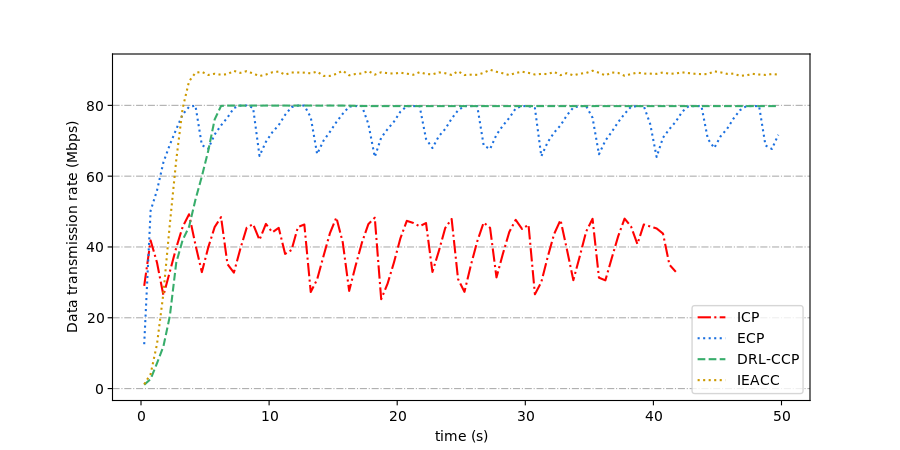 Data transmission rate (Mbps)
80
60
40
20
0
0 10 20 30 40 50
time (s)
ICP
ECP
DRL-CCP
IEACC